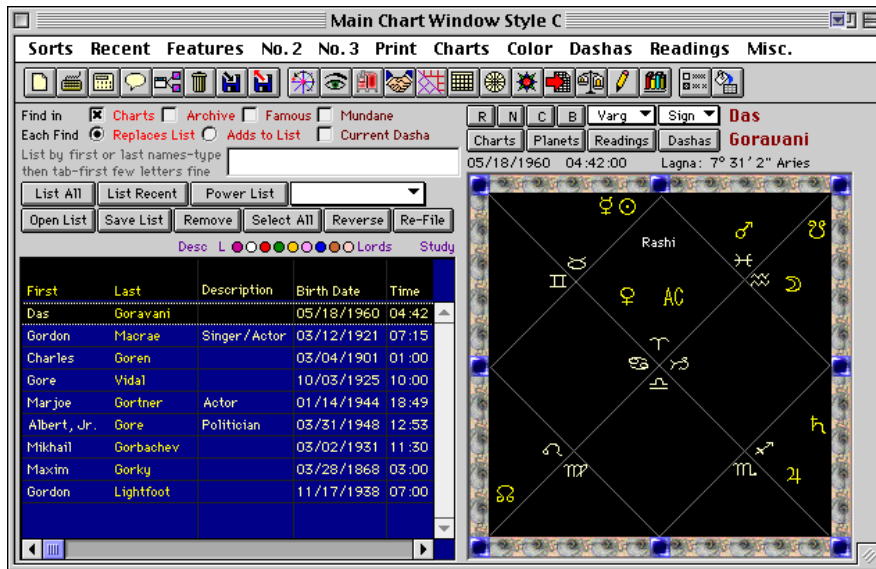 Main Chart Window Style C
Sorts Recent Features No.2 No.3 Print Charts Color Dashas Readings Misc.
Find in Charts Archive Famous Mundane
Each Find Replaces List Adds to List Current Dasha
List by first or last names-type
then tab-first few letters fine
List All List Recent Power List
Open List Save List Remove Select All Reverse Re-File
Desc L Lords Study
First Last Description Birth Date Time
Das Goravani 05/18/1960 04:42
Gordon Macrae Singer/Actor 03/12/1921 07:15
Charles Goren 03/04/1901 01:00
Gore Vidal 10/03/1925 10:00
Marjoe Gortner Actor 01/14/1944 18:49
Albert, Jr. Gore Politician 03/31/1948 12:53
Mikhail Gorbachev 03/02/1931 11:30
Maxim Gorky 03/28/1868 03:00
Gordon Lightfoot 11/17/1938 07:00
R N C B Varg Sign Das
Charts Planets Readings Dashas Goravani
05/18/1960 04:42:00 Lagna: 7° 31' 2" Aries
☿ ☉
Rashi
♂ ☋
♉ ♓
♊ ♒ ☽
♀ AC
♈
♋ ♑
♎
♄
♌ ♐
♍ ♏ ♃
☊